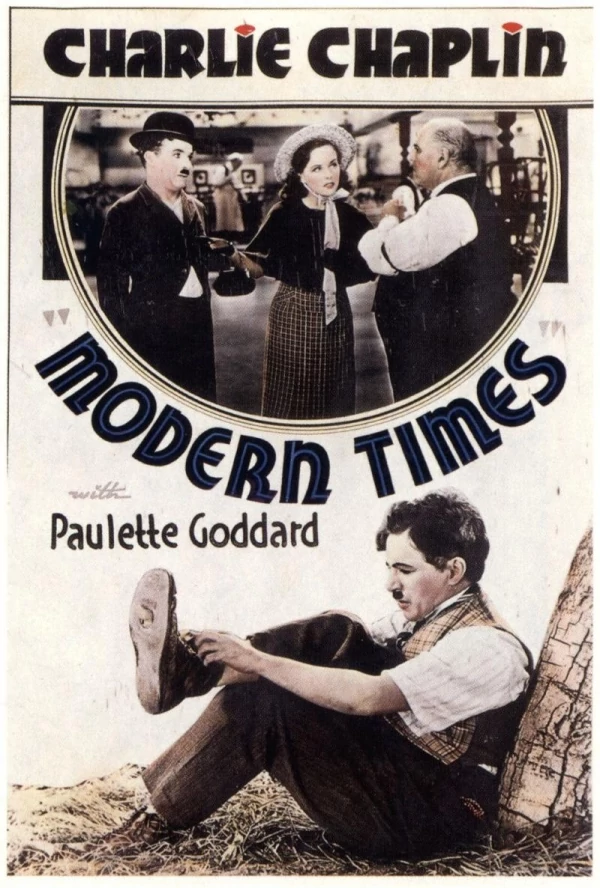 CHARLIE CHAPLIN
"MODERN TIMES"
with
Paulette Goddard